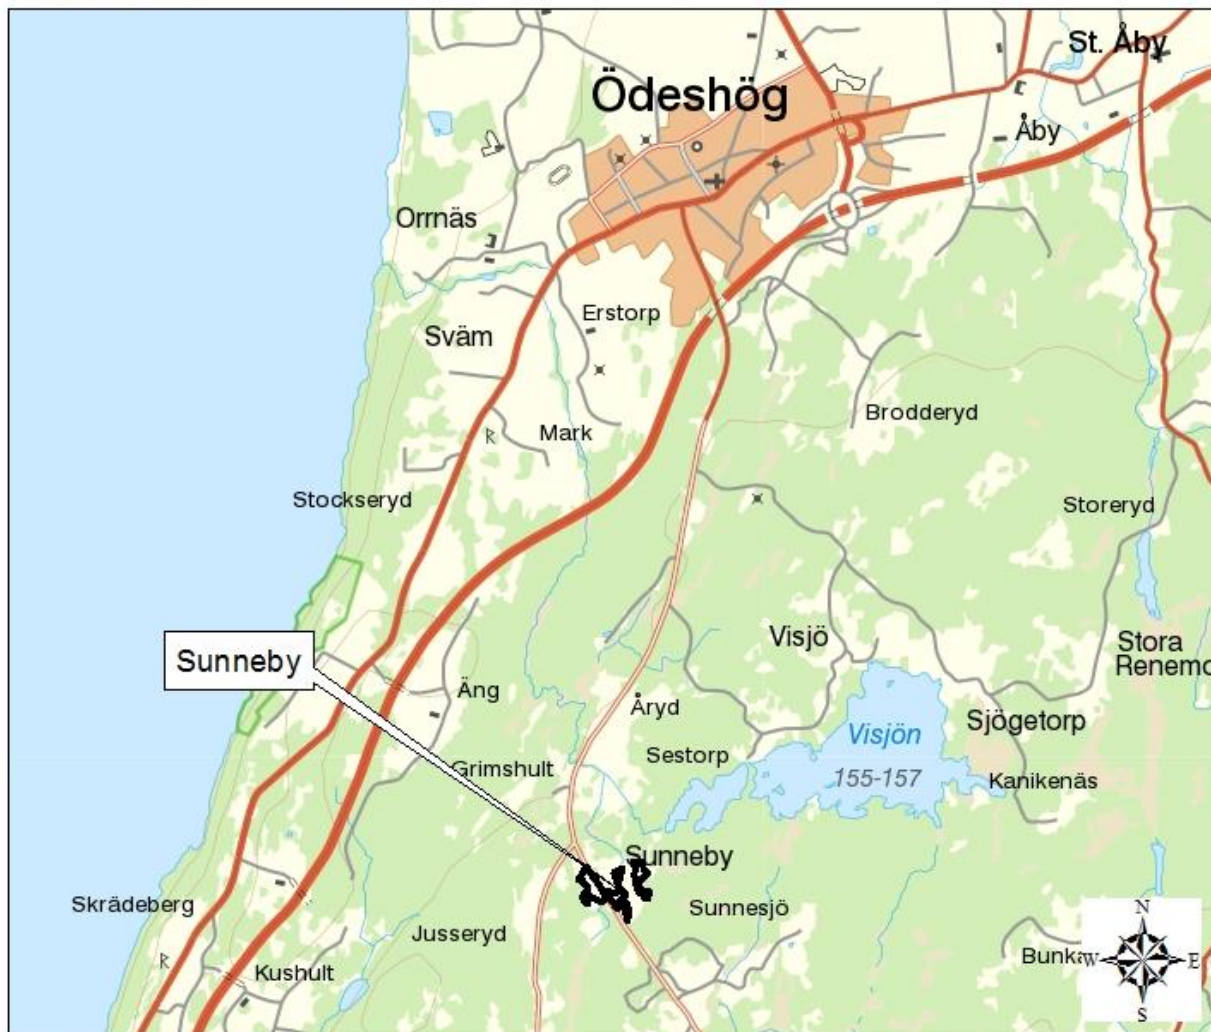 St. Åby
Ödeshög
Åby
Orrnäs
Erstorp
Sväm
Brodderyd
Mark
Stockseryd
Storeryd
Visjö
Stora
Renemo
Sunneby
Äng
Åryd
Sjögetorp
Visjön
Sestorp
Grimshult
155-157
Kanikenäs
Sunneby
Skrädeberg
Sunnesjö
Jusseryd
N
Bunka
W
E
Kushult
S